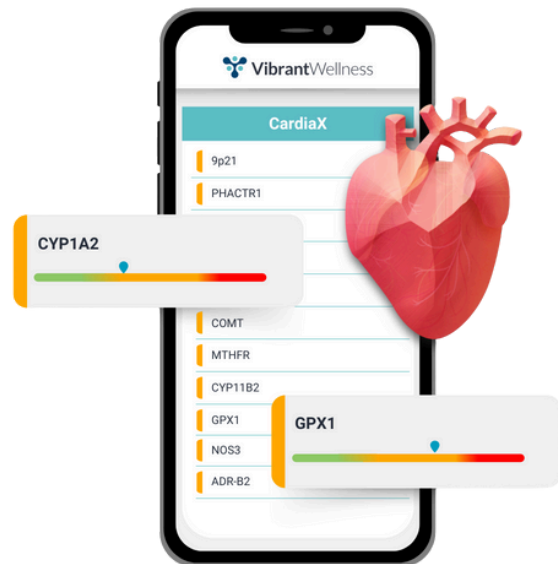 VibrantWellness
CardiaX
9p21
PHACTR1
CYP1A2
COMT
MTHFR
CYP11B2
GPX1
GPX1
NOS3
ADR-B2